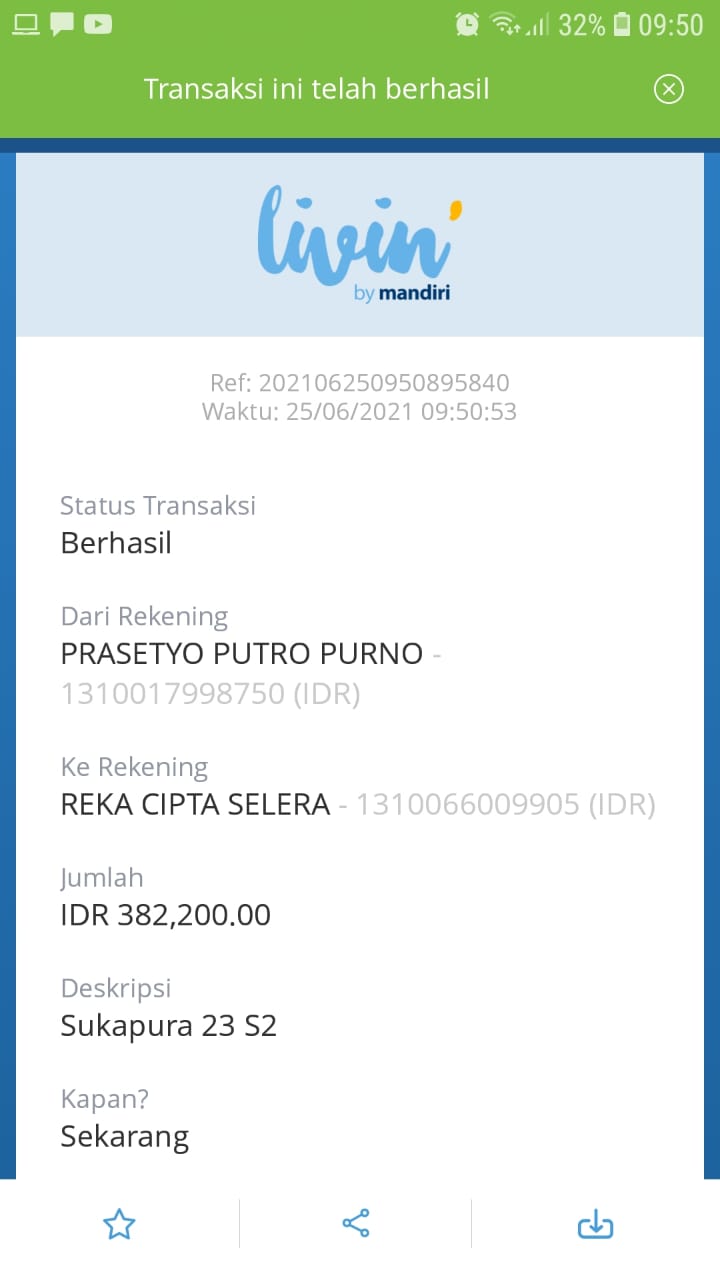 32% 09:50
Transaksi ini telah berhasil
livin'
by mandiri
Ref: 202106250950895840
Waktu: 25/06/2021 09:50:53
Status Transaksi
Berhasil
Dari Rekening
PRASETYO PUTRO PURNO -
1310017998750 (IDR)
Ke Rekening
REKA CIPTA SELERA - 1310066009905 (IDR)
Jumlah
IDR 382,200.00
Deskripsi
Sukapura 23 S2
Kapan?
Sekarang